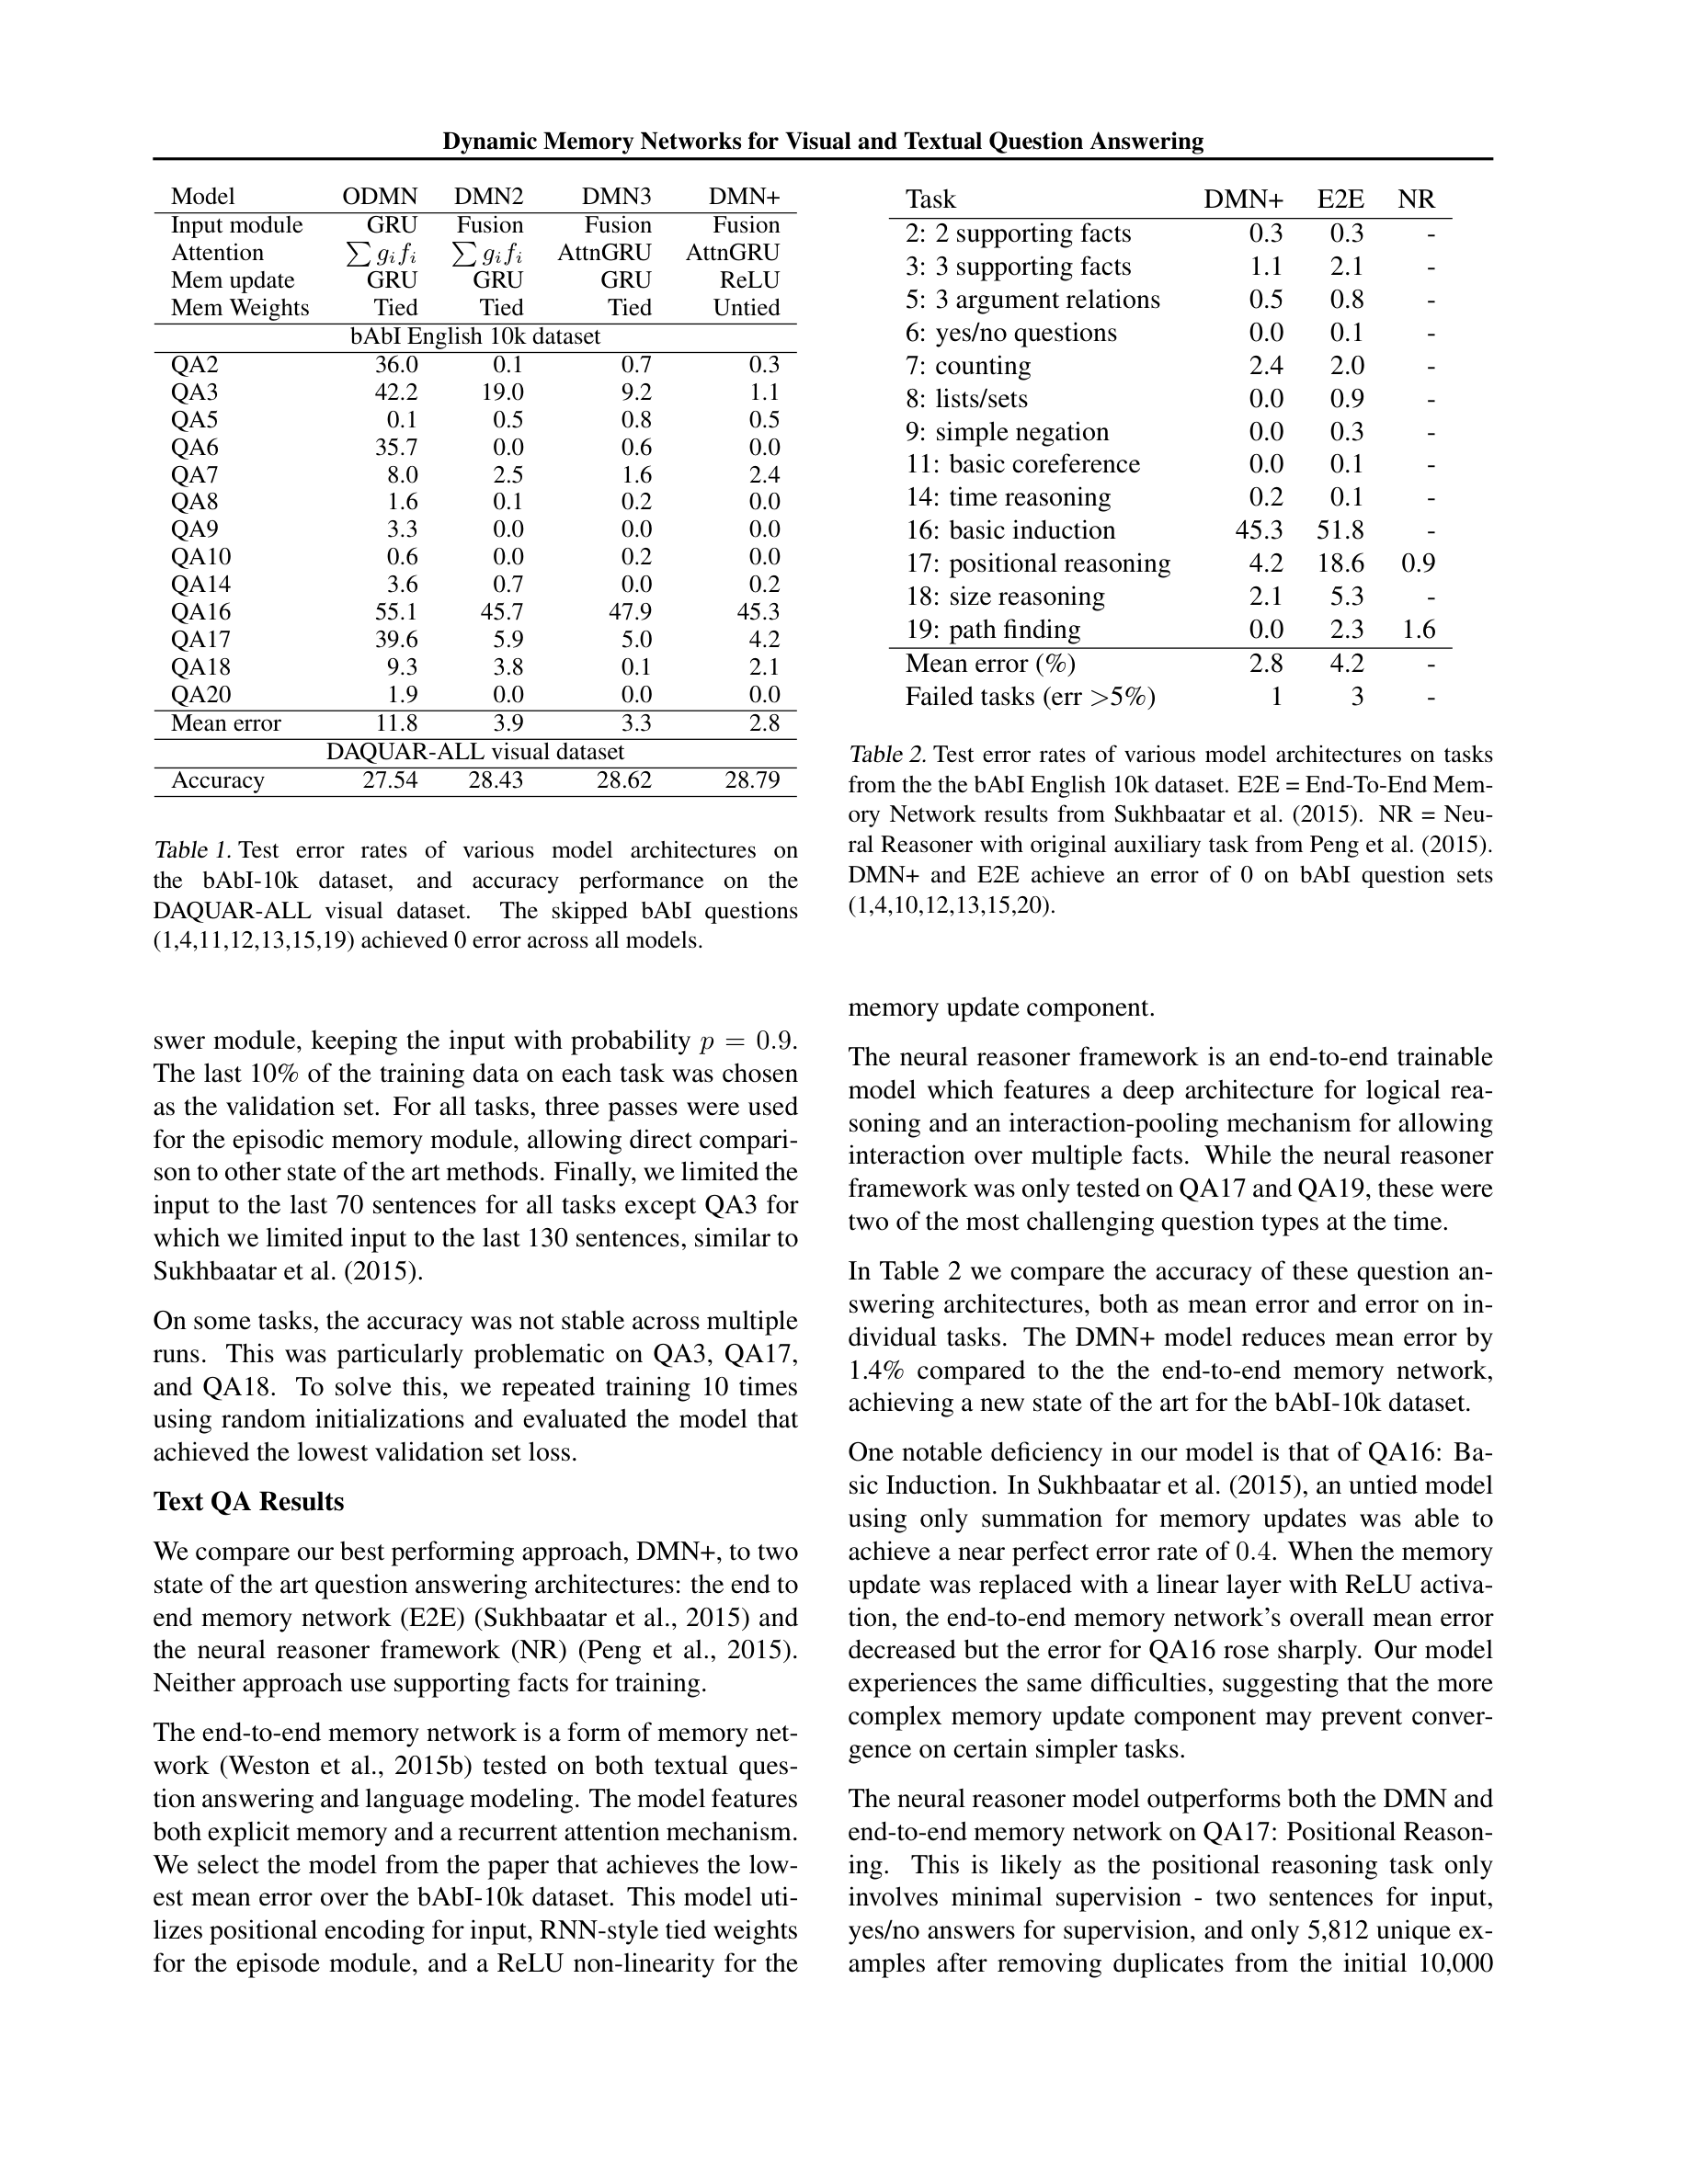 Dynamic Memory Networks for Visual and Textual Question Answering
Model ODMN DMN2 DMN3 DMN+
Input module GRU Fusion Fusion Fusion
Attention ∑ gᵢfᵢ ∑ gᵢfᵢ AttnGRU AttnGRU
Mem update GRU GRU GRU ReLU
Mem Weights Tied Tied Tied Untied
bAbI English 10k dataset
QA2 36.0 0.1 0.7 0.3
QA3 42.2 19.0 9.2 1.1
QA5 0.1 0.5 0.8 0.5
QA6 35.7 0.0 0.6 0.0
QA7 8.0 2.5 1.6 2.4
QA8 1.6 0.1 0.2 0.0
QA9 3.3 0.0 0.0 0.0
QA10 0.6 0.0 0.2 0.0
QA14 3.6 0.7 0.0 0.2
QA16 55.1 45.7 47.9 45.3
QA17 39.6 5.9 5.0 4.2
QA18 9.3 3.8 0.1 2.1
QA20 1.9 0.0 0.0 0.0
Mean error 11.8 3.9 3.3 2.8
DAQUAR-ALL visual dataset
Accuracy 27.54 28.43 28.62 28.79
Table 1. Test error rates of various model architectures on
the bAbI-10k dataset, and accuracy performance on the
DAQUAR-ALL visual dataset. The skipped bAbI questions
(1,4,11,12,13,15,19) achieved 0 error across all models.
swer module, keeping the input with probability p = 0.9.
The last 10% of the training data on each task was chosen
as the validation set. For all tasks, three passes were used
for the episodic memory module, allowing direct compari-
son to other state of the art methods. Finally, we limited the
input to the last 70 sentences for all tasks except QA3 for
which we limited input to the last 130 sentences, similar to
Sukhbaatar et al. (2015).
On some tasks, the accuracy was not stable across multiple
runs. This was particularly problematic on QA3, QA17,
and QA18. To solve this, we repeated training 10 times
using random initializations and evaluated the model that
achieved the lowest validation set loss.
Text QA Results
We compare our best performing approach, DMN+, to two
state of the art question answering architectures: the end to
end memory network (E2E) (Sukhbaatar et al., 2015) and
the neural reasoner framework (NR) (Peng et al., 2015).
Neither approach use supporting facts for training.
The end-to-end memory network is a form of memory net-
work (Weston et al., 2015b) tested on both textual ques-
tion answering and language modeling. The model features
both explicit memory and a recurrent attention mechanism.
We select the model from the paper that achieves the low-
est mean error over the bAbI-10k dataset. This model uti-
lizes positional encoding for input, RNN-style tied weights
for the episode module, and a ReLU non-linearity for the
Task DMN+ E2E NR
2: 2 supporting facts 0.3 0.3 -
3: 3 supporting facts 1.1 2.1 -
5: 3 argument relations 0.5 0.8 -
6: yes/no questions 0.0 0.1 -
7: counting 2.4 2.0 -
8: lists/sets 0.0 0.9 -
9: simple negation 0.0 0.3 -
11: basic coreference 0.0 0.1 -
14: time reasoning 0.2 0.1 -
16: basic induction 45.3 51.8 -
17: positional reasoning 4.2 18.6 0.9
18: size reasoning 2.1 5.3 -
19: path finding 0.0 2.3 1.6
Mean error (%) 2.8 4.2 -
Failed tasks (err >5%) 1 3 -
Table 2. Test error rates of various model architectures on tasks
from the the bAbI English 10k dataset. E2E = End-To-End Mem-
ory Network results from Sukhbaatar et al. (2015). NR = Neu-
ral Reasoner with original auxiliary task from Peng et al. (2015).
DMN+ and E2E achieve an error of 0 on bAbI question sets
(1,4,10,12,13,15,20).
memory update component.
The neural reasoner framework is an end-to-end trainable
model which features a deep architecture for logical rea-
soning and an interaction-pooling mechanism for allowing
interaction over multiple facts. While the neural reasoner
framework was only tested on QA17 and QA19, these were
two of the most challenging question types at the time.
In Table 2 we compare the accuracy of these question an-
swering architectures, both as mean error and error on in-
dividual tasks. The DMN+ model reduces mean error by
1.4% compared to the the end-to-end memory network,
achieving a new state of the art for the bAbI-10k dataset.
One notable deficiency in our model is that of QA16: Ba-
sic Induction. In Sukhbaatar et al. (2015), an untied model
using only summation for memory updates was able to
achieve a near perfect error rate of 0.4. When the memory
update was replaced with a linear layer with ReLU activa-
tion, the end-to-end memory network's overall mean error
decreased but the error for QA16 rose sharply. Our model
experiences the same difficulties, suggesting that the more
complex memory update component may prevent conver-
gence on certain simpler tasks.
The neural reasoner model outperforms both the DMN and
end-to-end memory network on QA17: Positional Reason-
ing. This is likely as the positional reasoning task only
involves minimal supervision - two sentences for input,
yes/no answers for supervision, and only 5,812 unique ex-
amples after removing duplicates from the initial 10,000